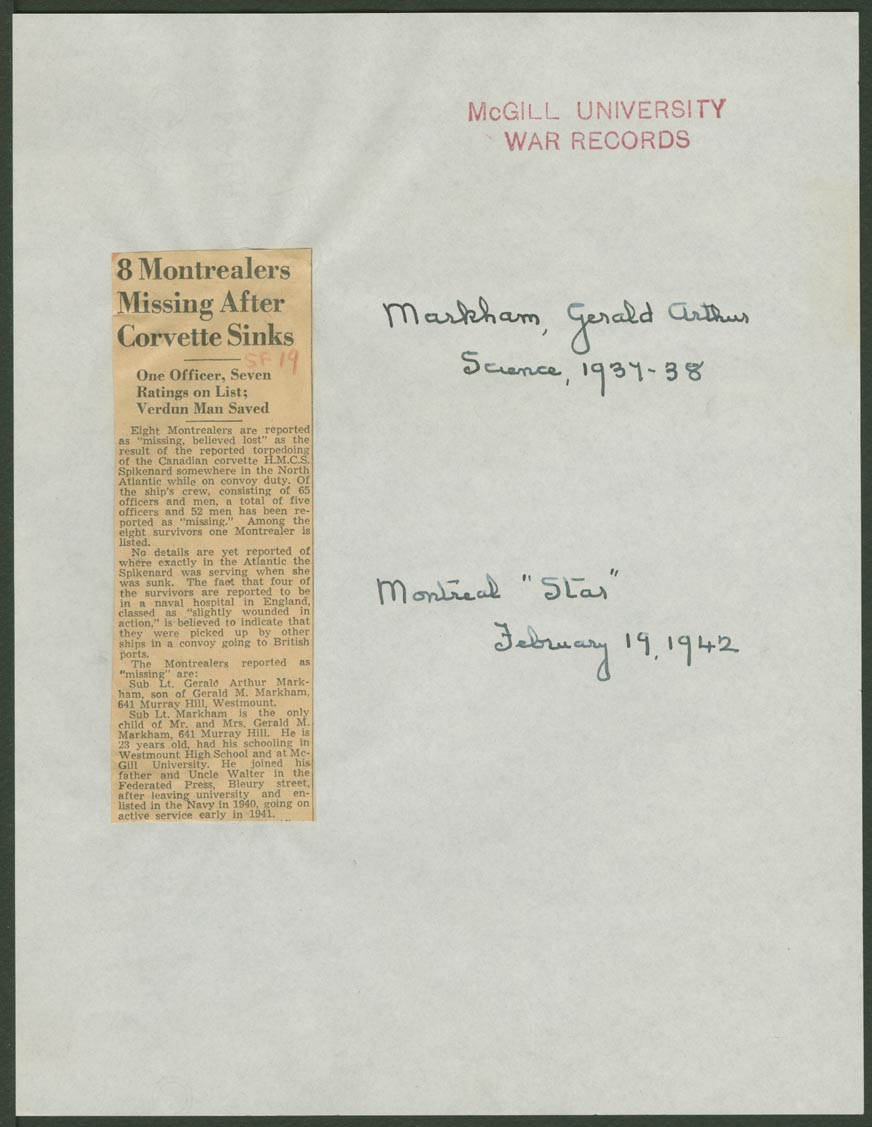 McGILL UNIVERSITY
WAR RECORDS
8 Montrealers
Missing After
Corvette Sinks
SF 19
One Officer, Seven
Ratings on List;
Verdun Man Saved
Eight Montrealers are reported
as "missing, believed lost" as the
result of the reported torpedoing
of the Canadian corvette H.M.C.S.
Spikenard somewhere in the North
Atlantic while on convoy duty. Of
the ship's crew, consisting of 65
officers and men, a total of five
officers and 52 men has been re-
ported as "missing." Among the
eight survivors one Montrealer is
listed.
No details are yet reported of
where exactly in the Atlantic the
Spikenard was serving when she
was sunk. The fact that four of
the survivors are reported to be
in a naval hospital in England,
classed as "slightly wounded in
action," is believed to indicate that
they were picked up by other
ships in a convoy going to British
ports.
The Montrealers reported as
"missing" are:
Sub Lt. Gerald Arthur Mark-
ham, son of Gerald M. Markham,
641 Murray Hill, Westmount.
Sub Lt. Markham is the only
child of Mr. and Mrs. Gerald M.
Markham, 641 Murray Hill. He is
23 years old, had his schooling in
Westmount High School and at Mc-
Gill University. He joined his
father and Uncle Walter in the
Federated Press, Bleury street,
after leaving university and en-
listed in the Navy in 1940, going on
active service early in 1941.
Markham, Gerald Arthur
Science, 1937-38
Montreal "Star"
February 19, 1942